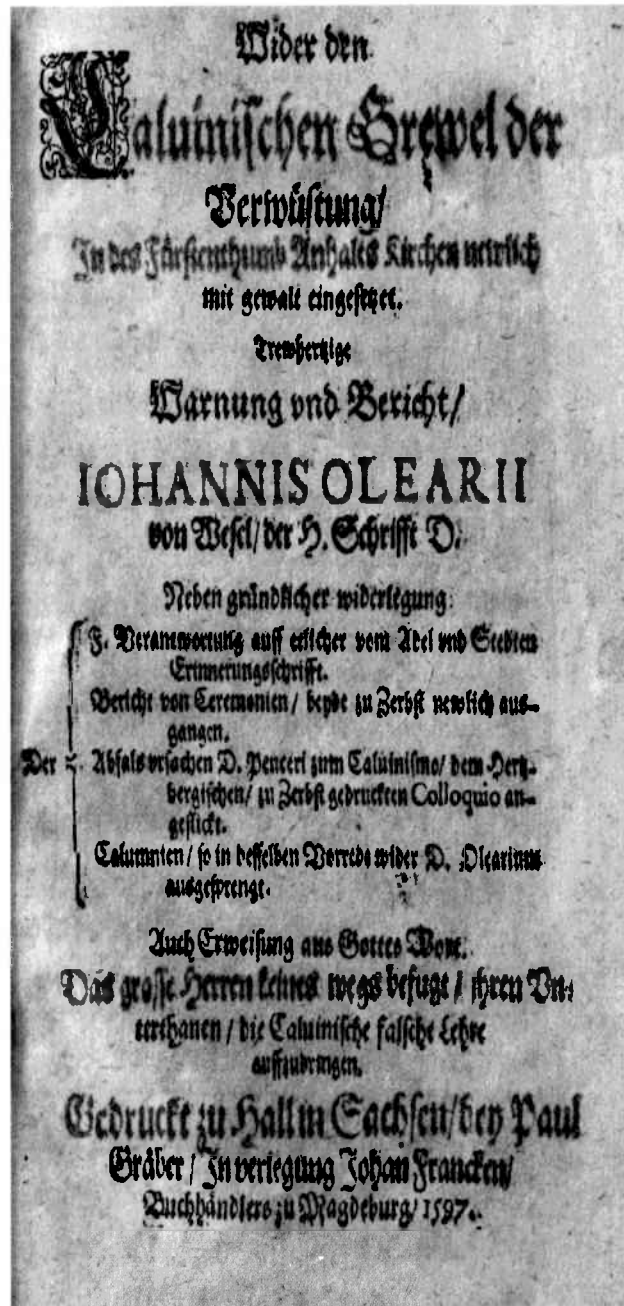 Wider den
Caluinischen Grewel der
Verwüstung/
In des Fürstenthumb Anhalts Kirchen newlich
mit gewalt eingesetzet.
Trewhertzige
Warnung vnd Bericht/
IOHANNIS OLEARII
von Wesel/ der H. Schrifft D.
Neben gründlicher widerlegung:
F. Verantwortung auff etlicher vom Adel vnd Stedten
Erinnerungsschrifft.
Bericht von Ceremonien/ beyde zu Zerbst newlich aus-
gangen.
Der Abfals vrsachen D. Penceri zum Caluinismo/ dem Hertz-
bergischen/ zu Zerbst gedruckten Colloquio an-
geflickt.
Calumnien/ so in desselben Vorrede wider D. Olearium
ausgesprengt.
Auch Erweisung aus Gottes Wort.
Das grosse Herren keines wegs befugt/ jhren Vn-
terthanen/ die Caluinische falsche Lehre
auffzudringen.
Gedruckt zu Hall in Sachsen/ bey Paul
Gräber/ In verlegung Johan Francken/
Buchhändlers zu Magdeburg/ 1597.